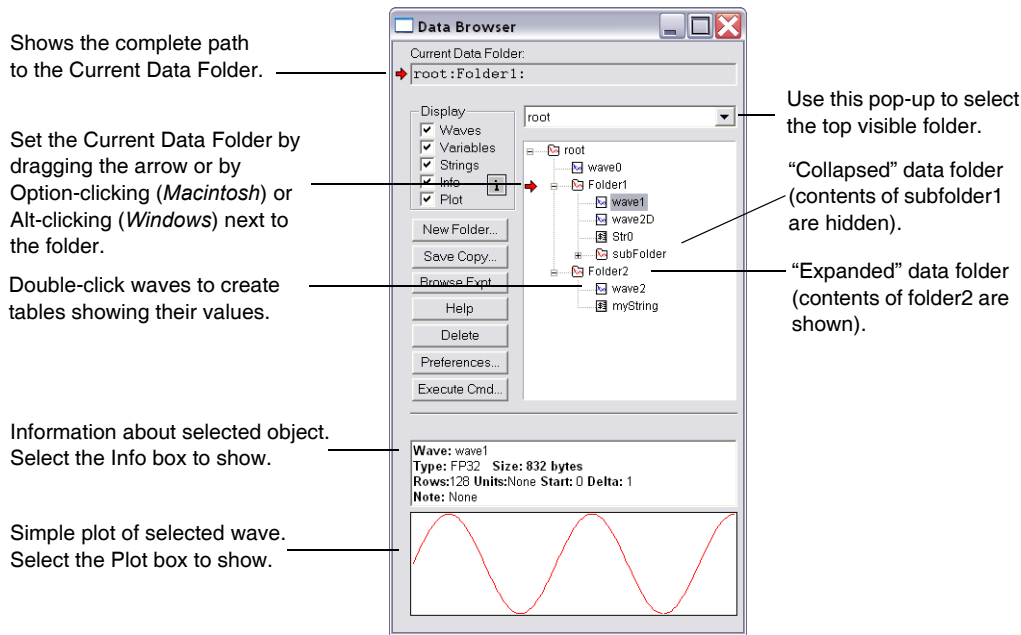 Data Browser
Shows the complete path
to the Current Data Folder.
Current Data Folder:
root:Folder1:
Use this pop-up to select
the top visible folder.
Display
Waves
Variables
Strings
Info
Plot
root
Set the Current Data Folder by
dragging the arrow or by
Option-clicking (Macintosh) or
Alt-clicking (Windows) next to
the folder.
root
wave0
Folder1
wave1
wave2D
Str0
subFolder
Folder2
wave2
myString
“Collapsed” data folder
(contents of subfolder1
are hidden).
“Expanded” data folder
(contents of folder2 are
shown).
Double-click waves to create
tables showing their values.
New Folder...
Save Copy...
Browse Expt...
Help
Delete
Preferences...
Execute Cmd...
Information about selected object.
Select the Info box to show.
Wave: wave1
Type: FP32 Size: 832 bytes
Rows:128 Units:None Start: 0 Delta: 1
Note: None
Simple plot of selected wave.
Select the Plot box to show.